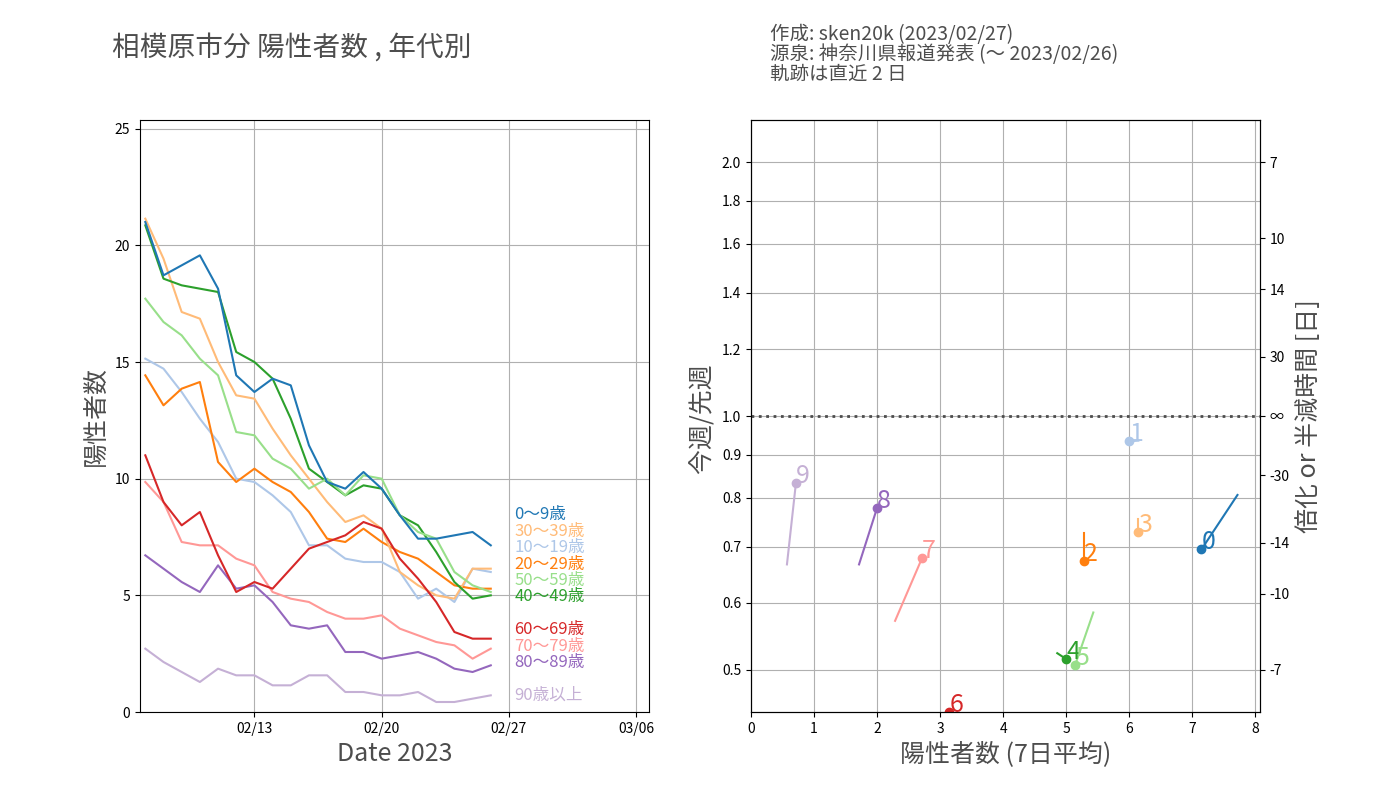 相模原市分 陽性者数 , 年代別
作成: sken20k (2023/02/27)
源泉: 神奈川県報道発表 (〜 2023/02/26)
軌跡は直近 2 日
25
20
15
10
5
0
陽性者数
02/13
02/20
02/27
03/06
Date 2023
0〜9歳
30〜39歳
10〜19歳
20〜29歳
50〜59歳
40〜49歳
60〜69歳
70〜79歳
80〜89歳
90歳以上
2.0
1.8
1.6
1.4
1.2
1.0
0.9
0.8
0.7
0.6
0.5
今週/先週
0
1
2
3
4
5
6
7
8
陽性者数 (7日平均)
7
10
14
30
∞
-30
-14
-10
-7
倍化 or 半減時間 [日]
1
9
8
3
0
2
7
4
5
6